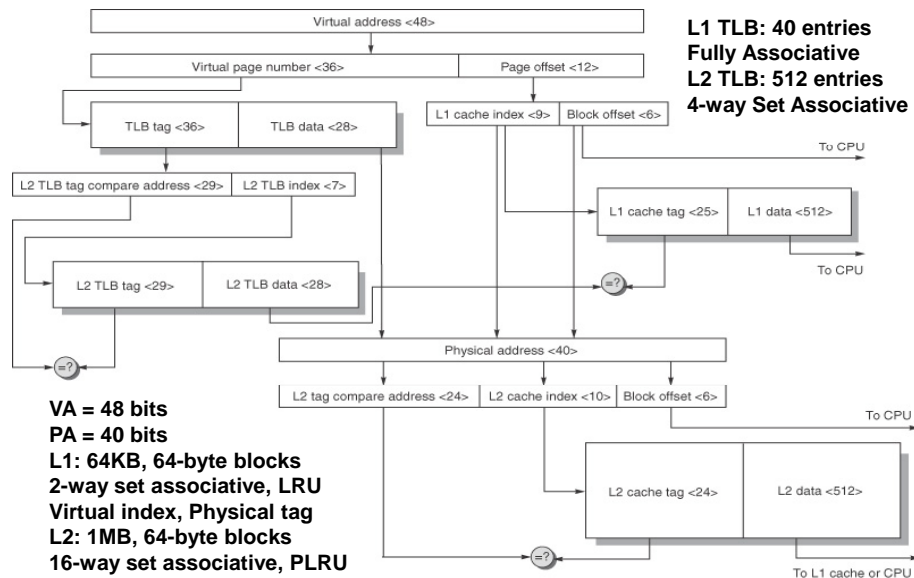 Virtual address <48>
L1 TLB: 40 entries
Fully Associative
L2 TLB: 512 entries
4-way Set Associative
Virtual page number <36>
Page offset <12>
TLB tag <36>
TLB data <28>
L1 cache index <9>
Block offset <6>
To CPU
L2 TLB tag compare address <29>
L2 TLB index <7>
L1 cache tag <25>
L1 data <512>
To CPU
L2 TLB tag <29>
L2 TLB data <28>
=?
=?
Physical address <40>
L2 tag compare address <24>
L2 cache index <10>
Block offset <6>
To CPU
VA = 48 bits
PA = 40 bits
L1: 64KB, 64-byte blocks
2-way set associative, LRU
Virtual index, Physical tag
L2: 1MB, 64-byte blocks
16-way set associative, PLRU
L2 cache tag <24>
L2 data <512>
=?
To L1 cache or CPU